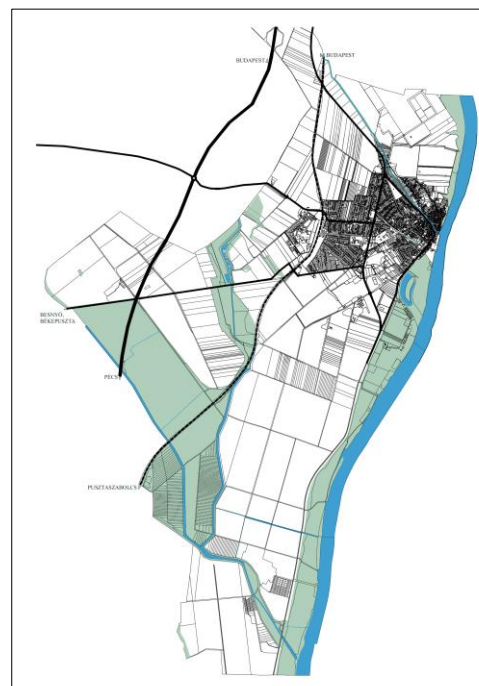 BUDAPEST
BUDAPEST
BESNYŐ,
BÉKEPUSZTA
PÉCS
PUSZTASZABOLCS